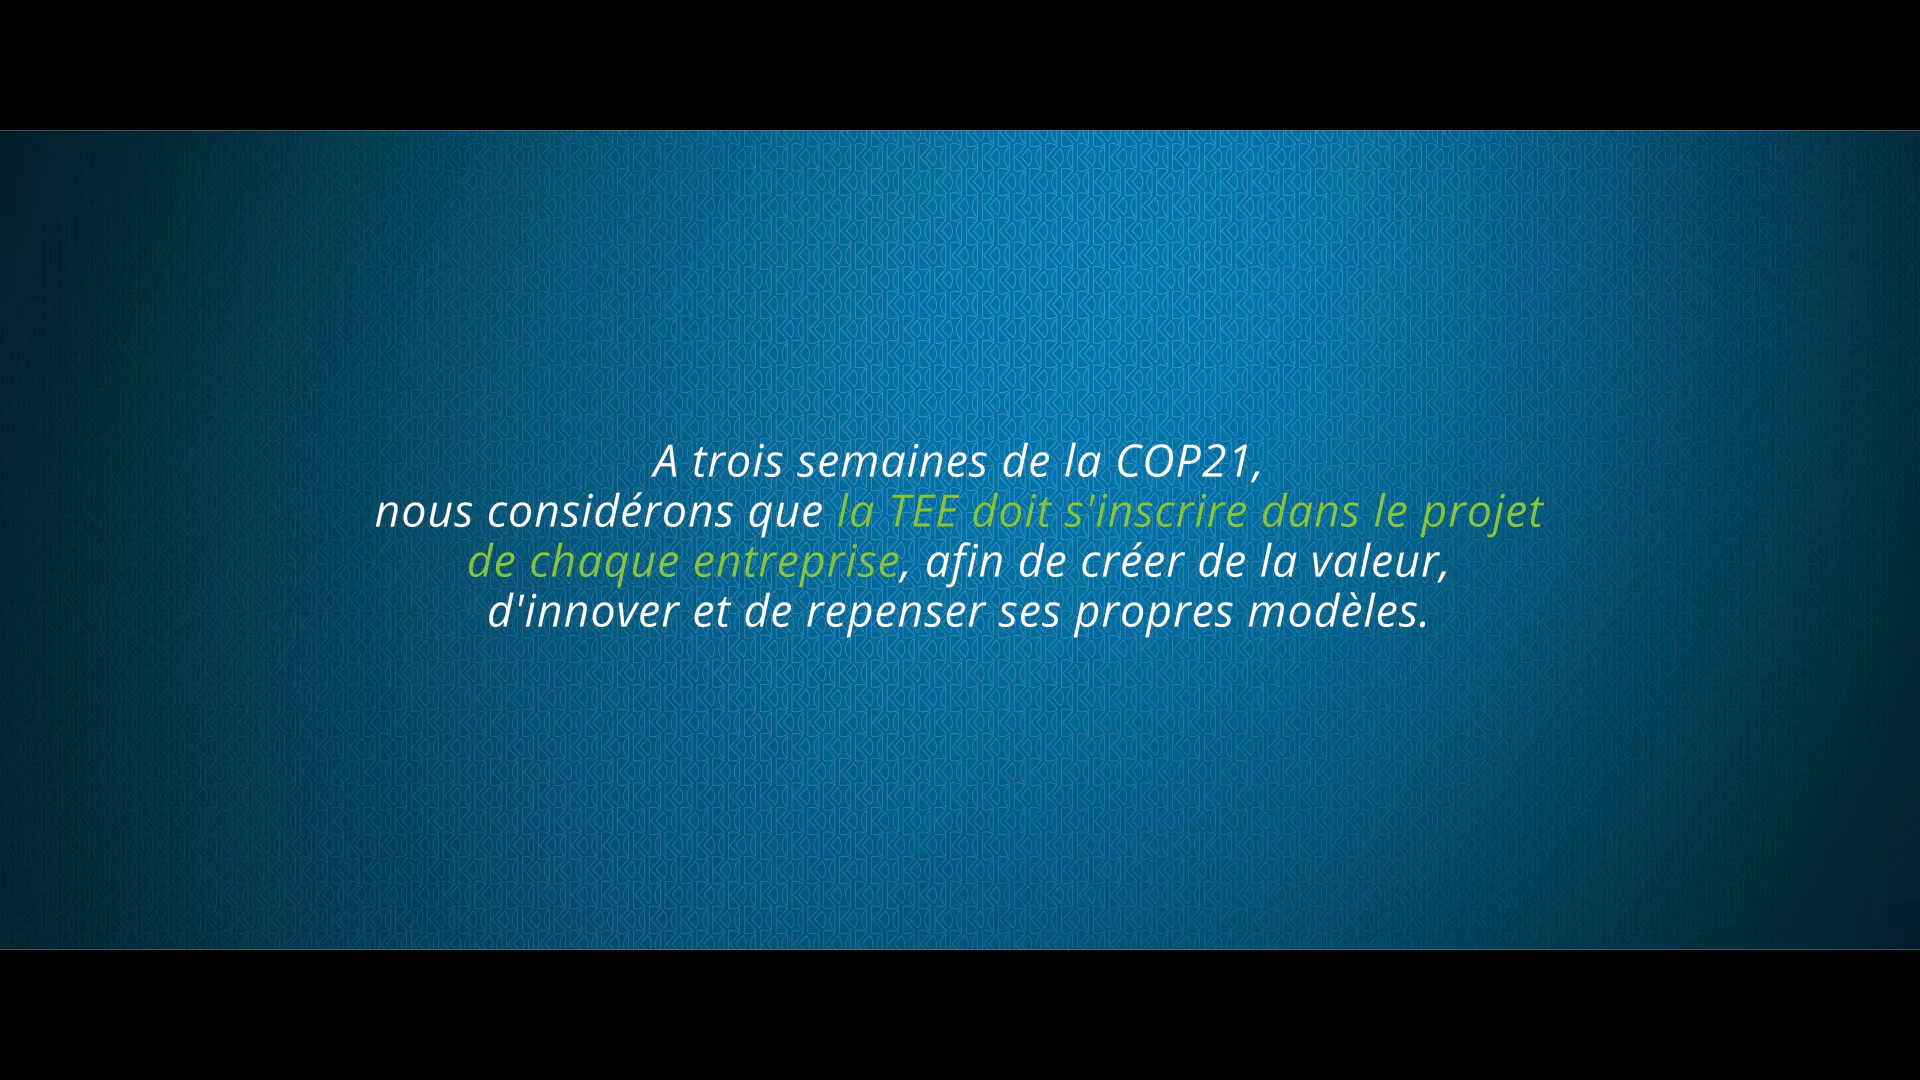 A trois semaines de la COP21,
nous considérons que la TEE doit s'inscrire dans le projet
de chaque entreprise, afin de créer de la valeur,
d'innover et de repenser ses propres modèles.